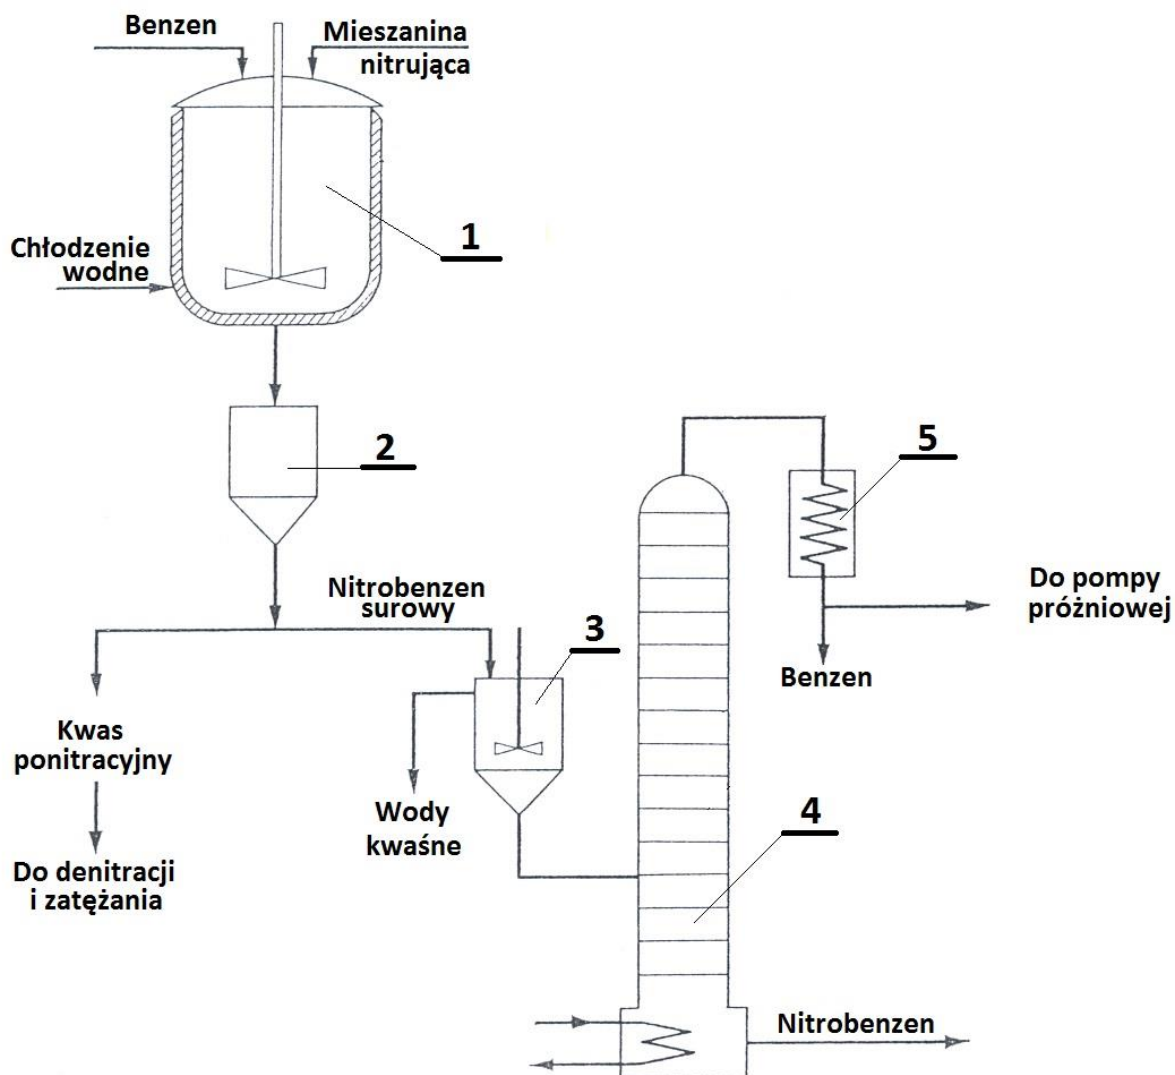 Benzen
Mieszanina
nitrująca
1
Chłodzenie
wodne
2
5
Nitrobenzen
surowy
3
Do pompy
próżniowej
Benzen
Kwas
ponitracyjny
Wody
kwaśne
4
Do denitracji
i zatężania
Nitrobenzen